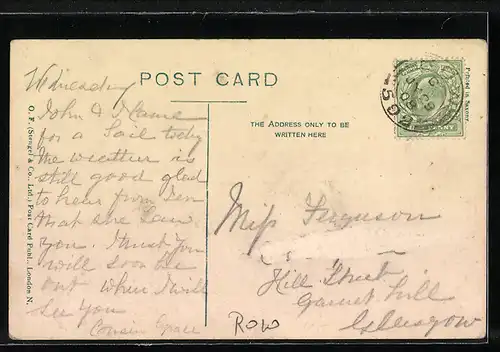 Wednesday
John & I came
for a Sail today
the weather is
still good glad
to hear from Jen
that she saw
you. I trust you
will soon be
out when I will
see you
Cousin Grace
POST CARD
THE ADDRESS ONLY TO BE
WRITTEN HERE
Miss Ferguson
Hill Street
Garnet hill
Glasgow
ROW
O. F. (Stengel & Co., Ltd.) Post Card Publ., London N.
Printed in Saxony.